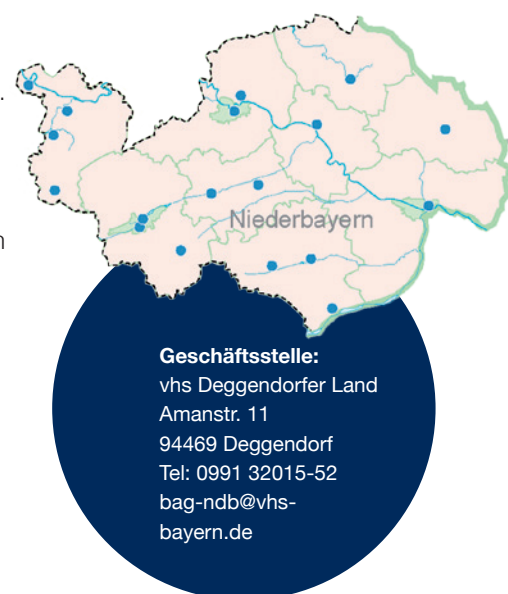 .
n
Niederbayern
Geschäftsstelle:
vhs Deggendorfer Land
Amanstr. 11
94469 Deggendorf
Tel: 0991 32015-52
bag-ndb@vhs-
bayern.de